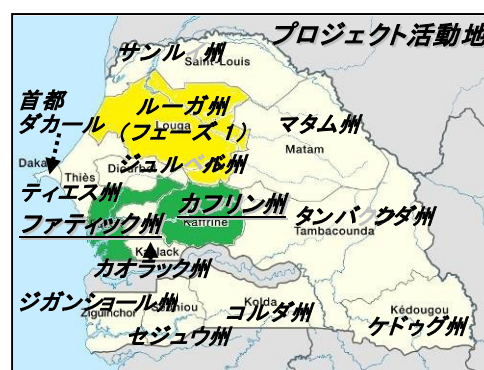 プロジェクト活動地
サンルイ州
Saint-Louis
首都
ダカール
ルーガ州
Louga
(フェーズ 1)
マタム州
Matam
Dakar
Thiès
Diourbel
ジュルベル州
ティエス州
ファティック州
カフリン州
Kaffrine
タンバクンダ州
Tambacounda
Kaolack
カオラック州
ジガンショール州
Ziguinchor
Sédhiou
セジュウ州
Kolda
コルダ州
Kédougou
ケドゥグ州